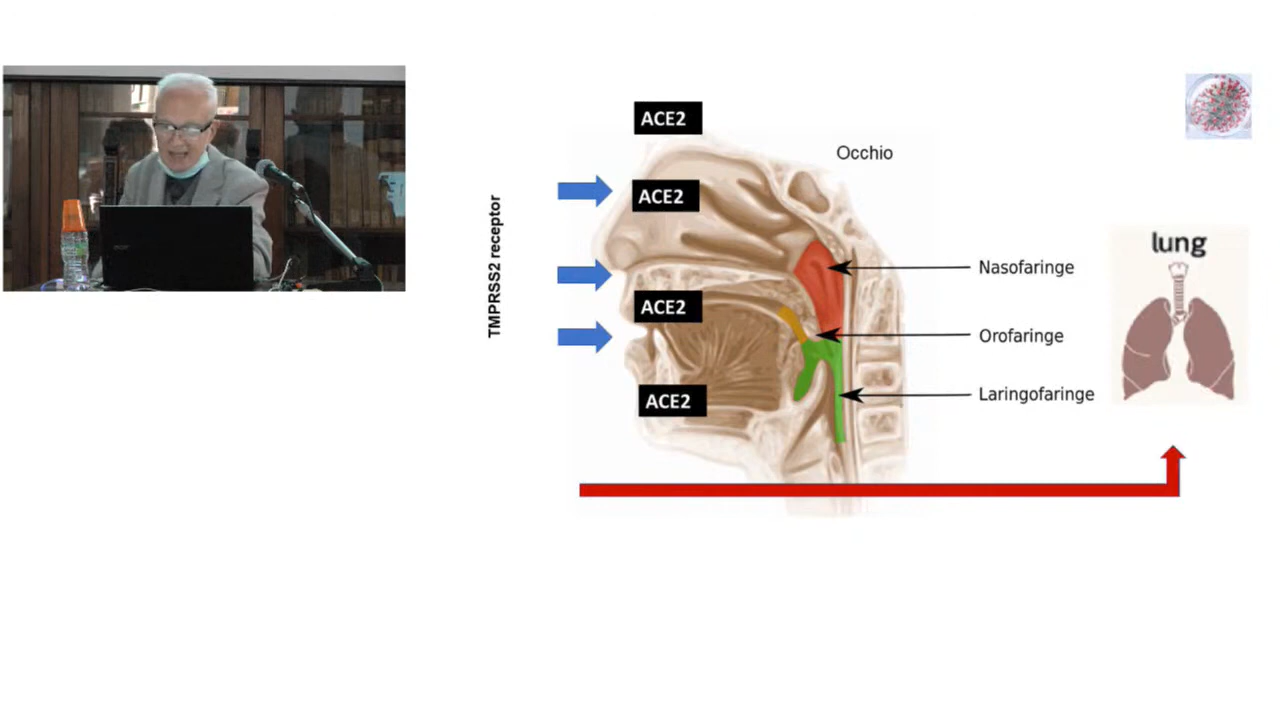 ACE2
Occhio
ACE2
TMPRSS2 receptor
lung
Nasofaringe
ACE2
Orofaringe
Laringofaringe
ACE2